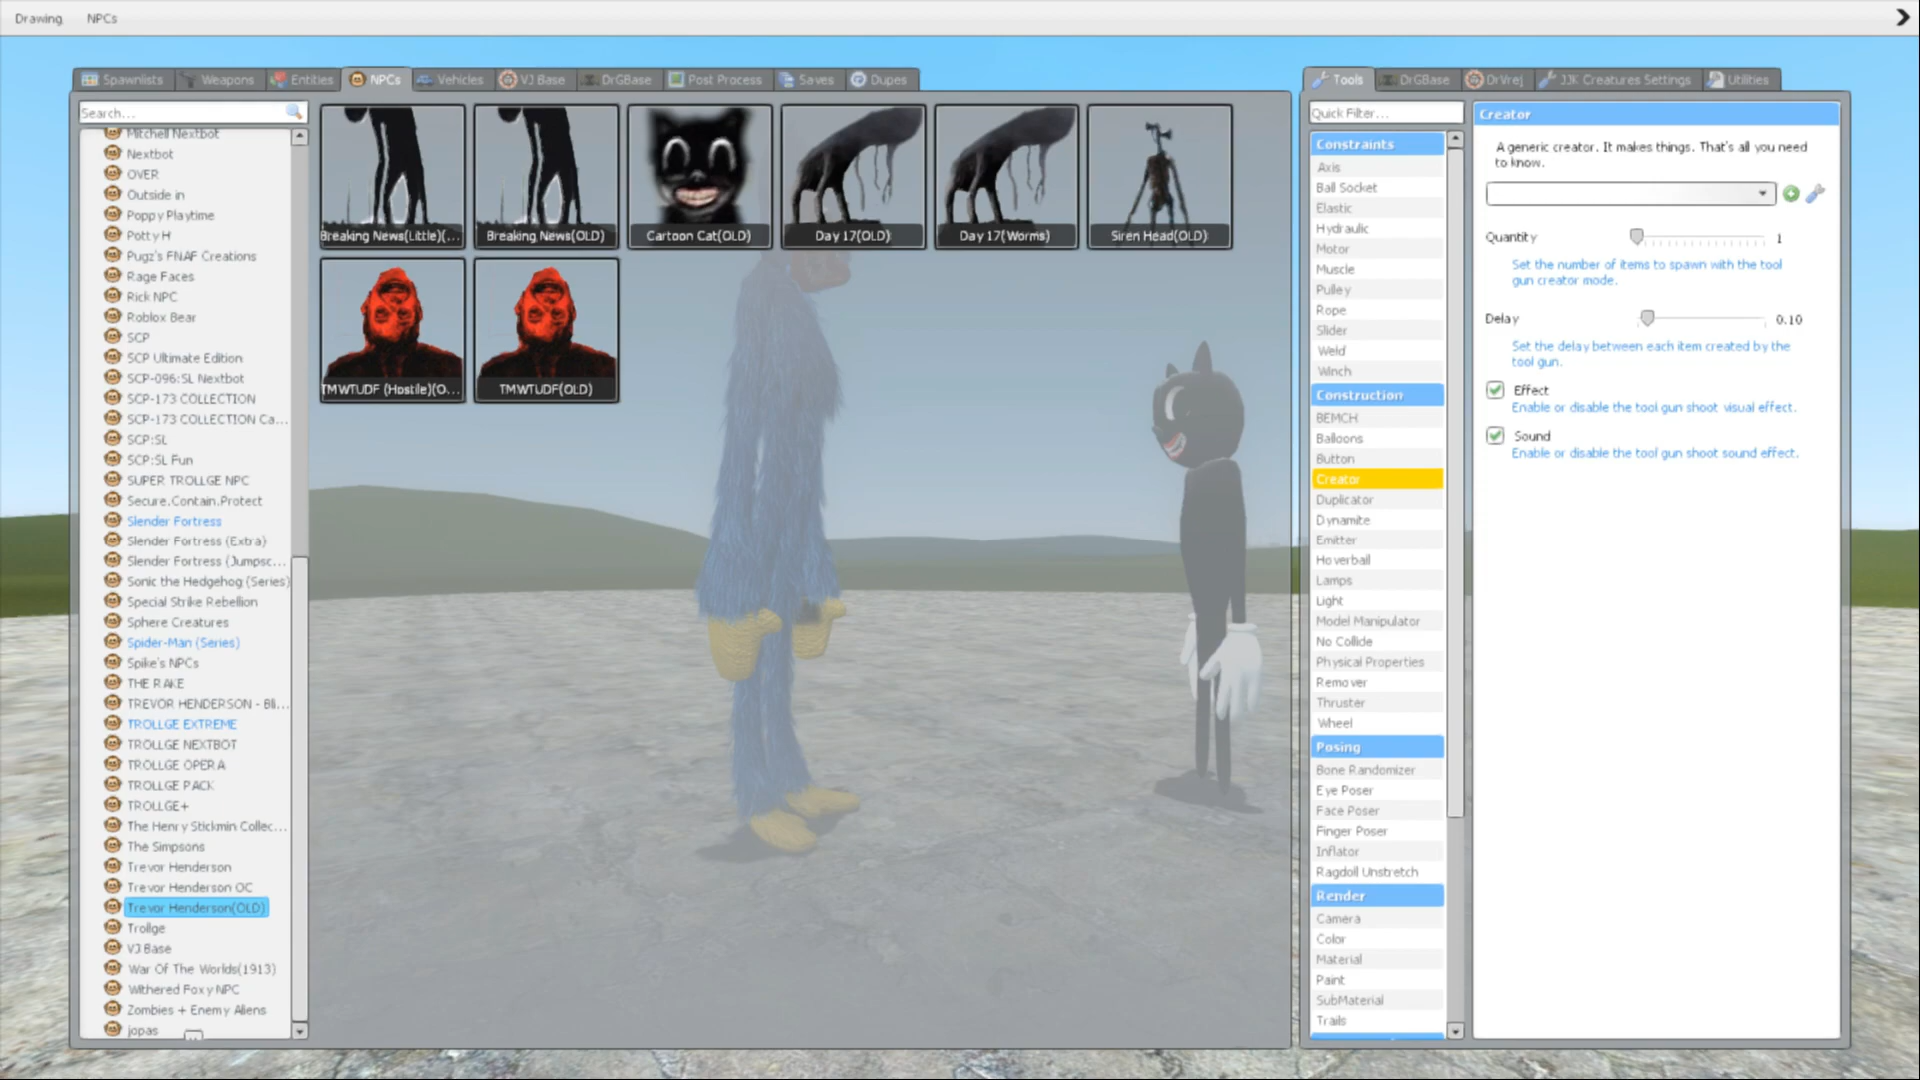 Drawing NPCs
Spawnlists Weapons Entities NPCs Vehicles VJ Base DrGBase Post Process Saves Dupes
Search...
Mitchell Nextbot
Nextbot
OVER
Outside in
Poppy Playtime
Potty H
Pugz's FNAF Creations
Rage Faces
Rick NPC
Roblox Bear
SCP
SCP Ultimate Edition
SCP-096:SL Nextbot
SCP-173 COLLECTION
SCP-173 COLLECTION Ca...
SCP:SL
SCP:SL Fun
SUPER TROLLGE NPC
Secure.Contain.Protect
Slender Fortress
Slender Fortress (Extra)
Slender Fortress (Jumpsc...
Sonic the Hedgehog (Series)
Special Strike Rebellion
Sphere Creatures
Spider-Man (Series)
Spike's NPCs
THE RAKE
TREVOR HENDERSON - Bli...
TROLLGE EXTREME
TROLLGE NEXTBOT
TROLLGE OPERA
TROLLGE PACK
TROLLGE+
The Henry Stickmin Collec...
The Simpsons
Trevor Henderson
Trevor Henderson OC
Trevor Henderson(OLD)
Trollge
VJ Base
War Of The Worlds(1913)
Withered Foxy NPC
Zombies + Enemy Aliens
jopas
Breaking News(Little)(...
Breaking News(OLD)
Cartoon Cat(OLD)
Day 17(OLD)
Day 17(Worms)
Siren Head(OLD)
TMWTUDF (Hostile)(O...
TMWTUDF(OLD)
Tools DrGBase DrVrej JJK Creatures Settings Utilities
Quick Filter...
Constraints
Axis
Ball Socket
Elastic
Hydraulic
Motor
Muscle
Pulley
Rope
Slider
Weld
Winch
Construction
BEMCH
Balloons
Button
Creator
Duplicator
Dynamite
Emitter
Hoverball
Lamps
Light
Model Manipulator
No Collide
Physical Properties
Remover
Thruster
Wheel
Posing
Bone Randomizer
Eye Poser
Face Poser
Finger Poser
Inflator
Ragdoll Unstretch
Render
Camera
Color
Material
Paint
SubMaterial
Trails
Creator
A generic creator. It makes things. That's all you need
to know.
Quantity 1
Set the number of items to spawn with the tool
gun creator mode.
Delay 0.10
Set the delay between each item created by the
tool gun.
Effect
Enable or disable the tool gun shoot visual effect.
Sound
Enable or disable the tool gun shoot sound effect.